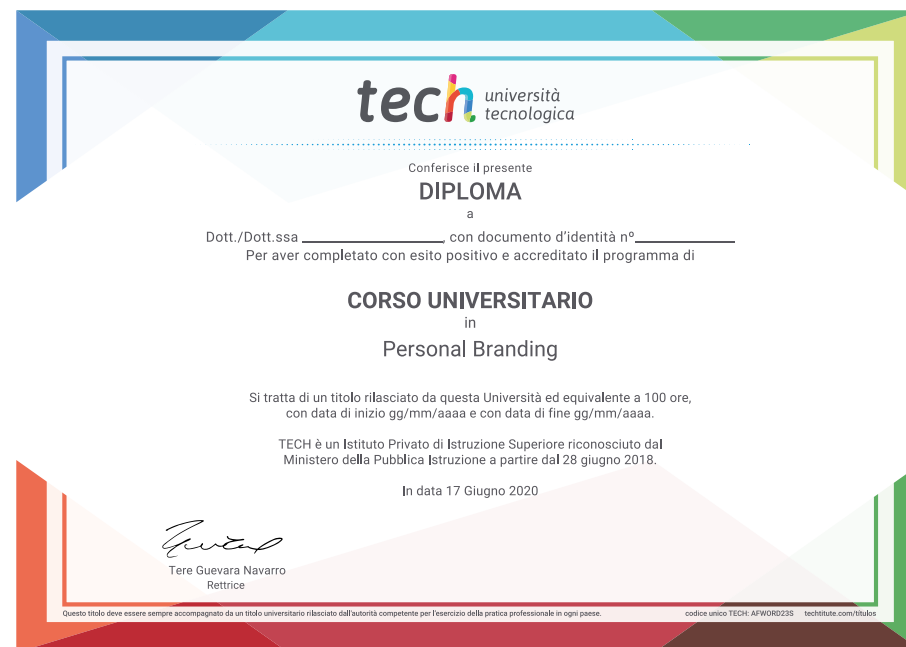 tech università
tecnologica
Conferisce il presente
DIPLOMA
a
Dott./Dott.ssa ____________________, con documento d'identità nº______________
Per aver completato con esito positivo e accreditato il programma di
CORSO UNIVERSITARIO
in
Personal Branding
Si tratta di un titolo rilasciato da questa Università ed equivalente a 100 ore,
con data di inizio gg/mm/aaaa e con data di fine gg/mm/aaaa.
TECH è un Istituto Privato di Istruzione Superiore riconosciuto dal
Ministero della Pubblica Istruzione a partire dal 28 giugno 2018.
In data 17 Giugno 2020
Tere Guevara Navarro
Rettrice
Questo titolo deve essere sempre accompagnato da un titolo universitario rilasciato dall'autorità competente per l'esercizio della pratica professionale in ogni paese. codice unico TECH: AFWORD23S techtitute.com/títulos